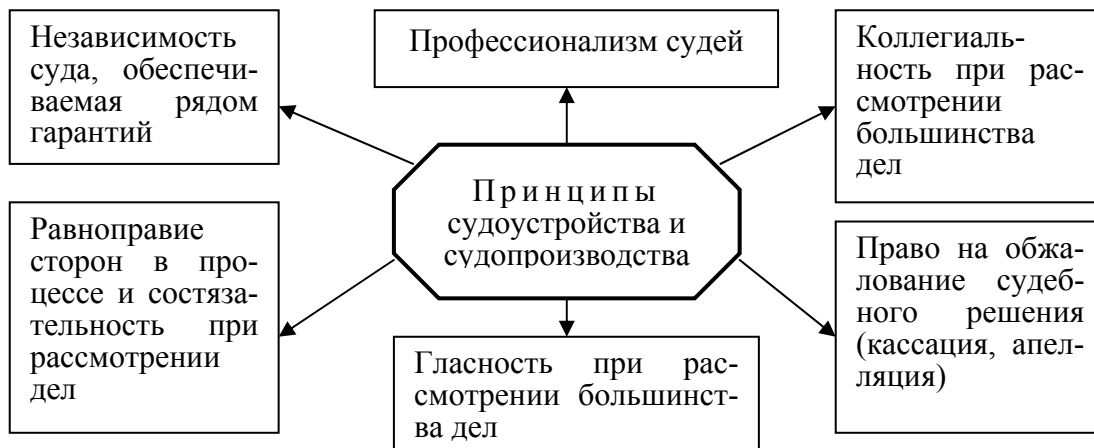 Независимость
суда, обеспечи-
ваемая рядом
гарантий
Профессионализм судей
Коллегиаль-
ность при рас-
смотрении
большинства
дел
Принципы
судоустройства и
судопроизводства
Равноправие
сторон в про-
цессе и состяза-
тельность при
рассмотрении
дел
Гласность при рас-
смотрении большинст-
ва дел
Право на обжа-
лование судеб-
ного решения
(кассация, апел-
ляция)